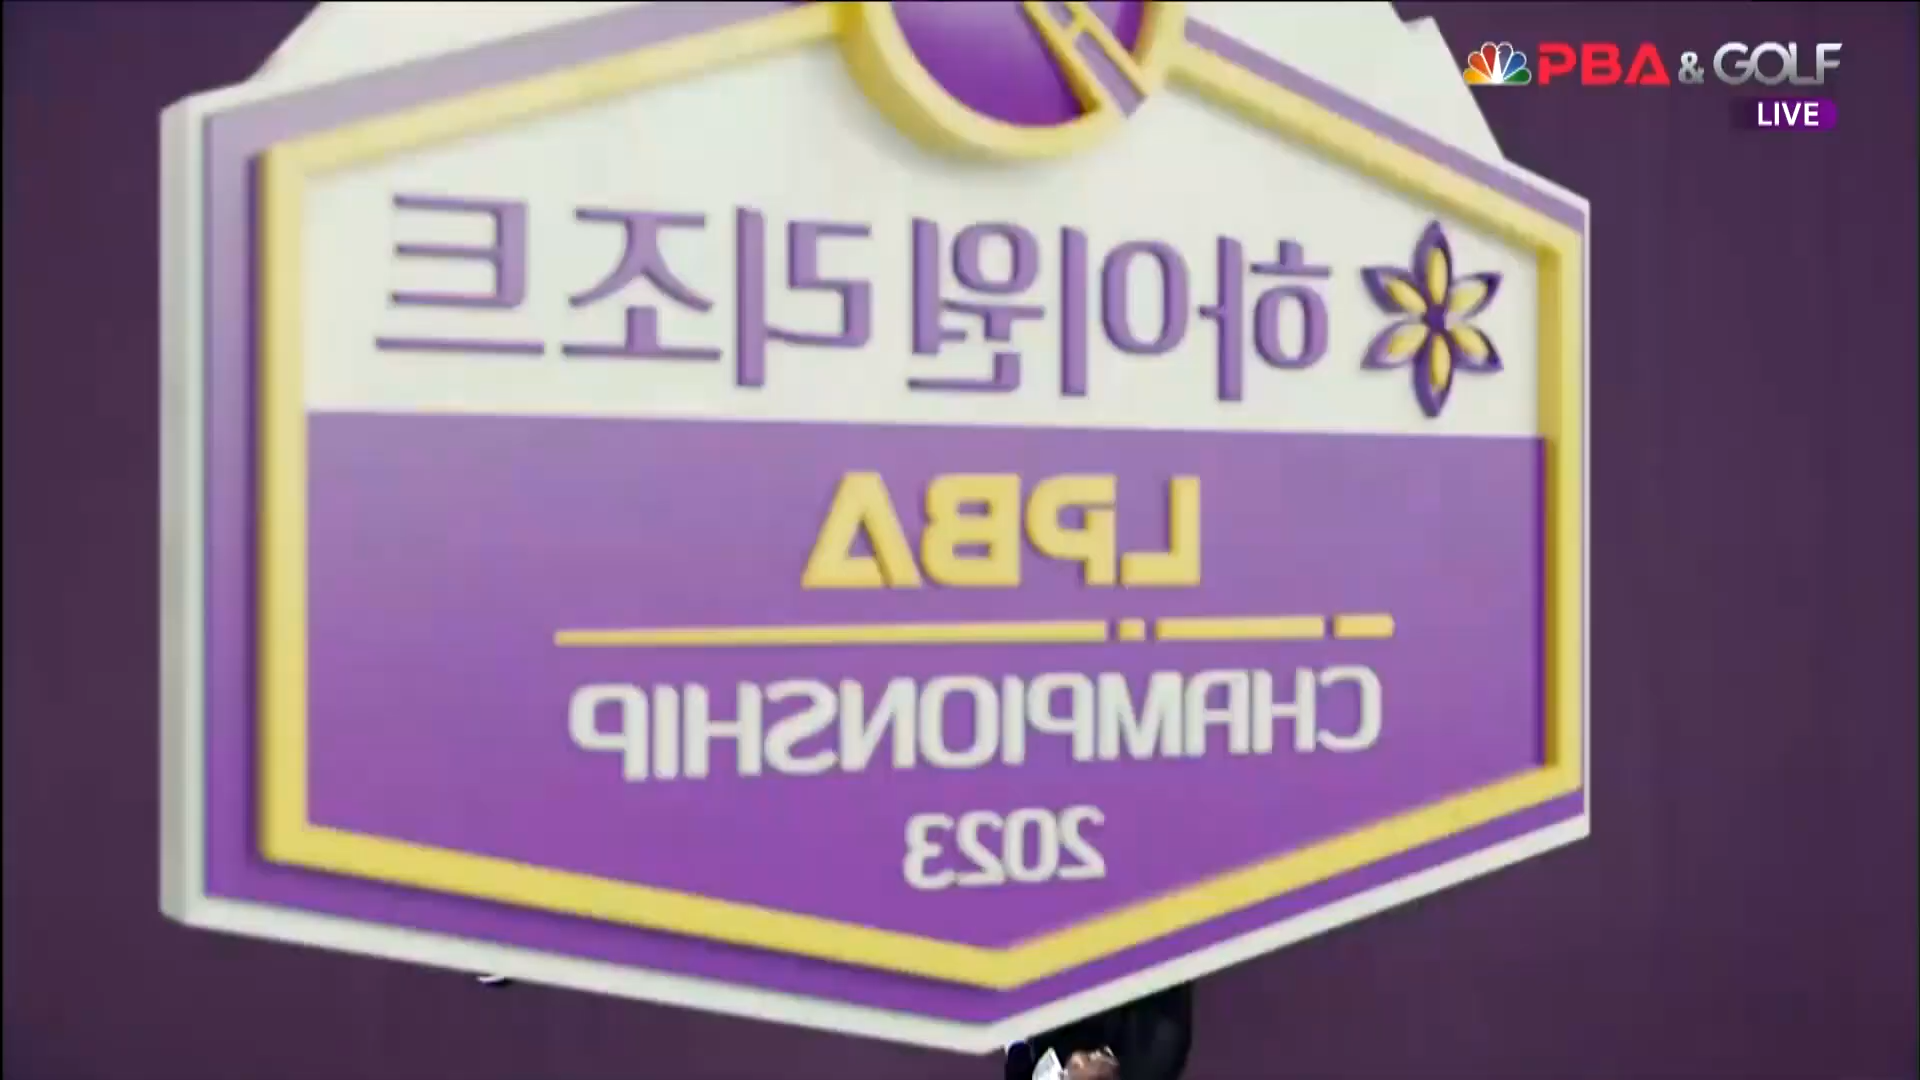 PBA & GOLF
LIVE
하이원리조트
LPBA
CHAMPIONSHIP
2023